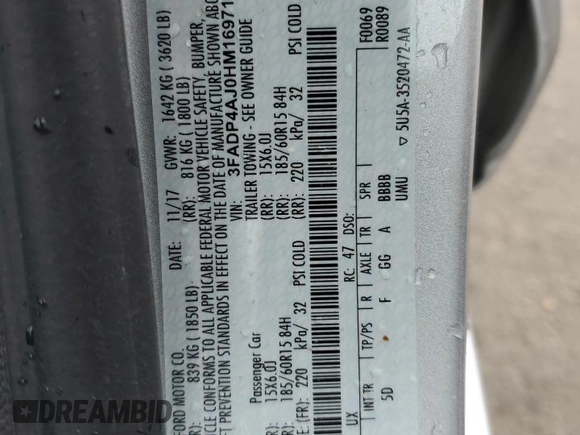 FORD MOTOR CO. DATE: 11/17 GVWR: 1642 KG ( 3620 LB)
839 KG ( 1850 LB) (RR): 816 KG ( 1800 LB)
CONFORMS TO ALL APPLICABLE FEDERAL MOTOR VEHICLE SAFETY, BUMPER,
PREVENTION STANDARDS IN EFFECT ON THE DATE OF MANUFACTURE SHOWN
VIN: 3FADP4AJ0HM16971
Passenger Car TRAILER TOWING - SEE OWNER GUIDE
15X6.0J (RR): 15X6.0J
185/60R15 84H (RR): 185/60R15 84H
(FR): 220 kPa/ 32 PSI COLD (RR): 220 kPa/ 32 PSI COLD
UX RC: 47 DSO: F0069
R0089
INT TR TP/PS R AXLE TR SPR
5D F GG A BBBB
UMU ▽ 5U5A-3520472-AA
DREAMBID